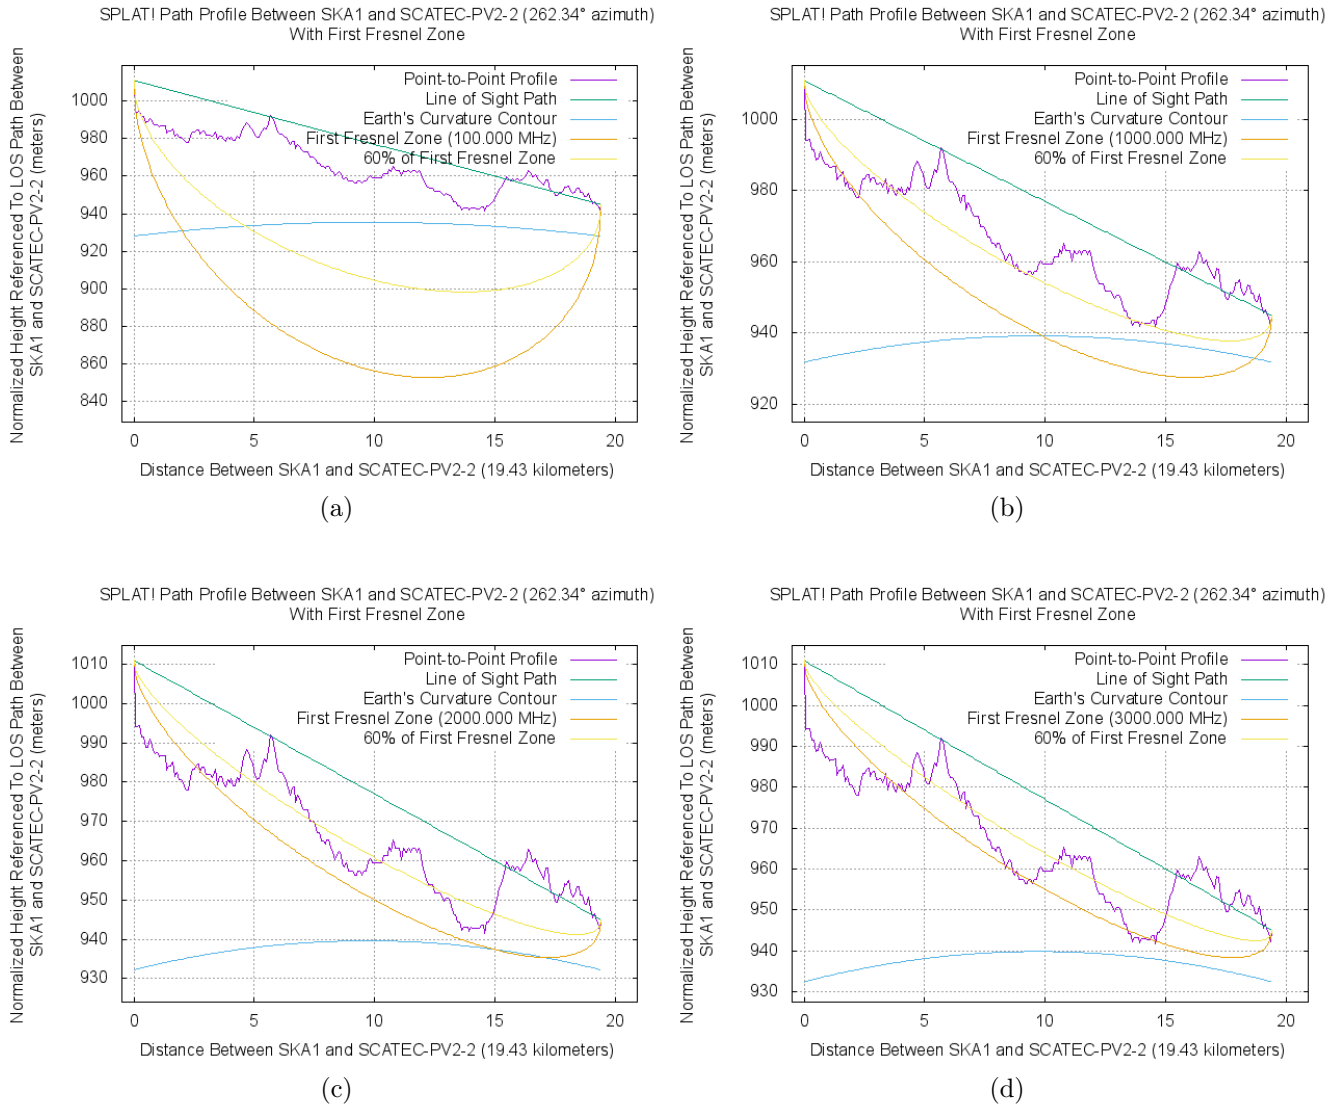 SPLAT! Path Profile Between SKA1 and SCATEC-PV2-2 (262.34° azimuth)
With First Fresnel Zone
Normalized Height Referenced To LOS Path Between
SKA1 and SCATEC-PV2-2 (meters)
Point-to-Point Profile
Line of Sight Path
Earth's Curvature Contour
First Fresnel Zone (100.000 MHz)
60% of First Fresnel Zone
1000
980
960
940
920
900
880
860
840
0 5 10 15 20
Distance Between SKA1 and SCATEC-PV2-2 (19.43 kilometers)
(a)
SPLAT! Path Profile Between SKA1 and SCATEC-PV2-2 (262.34° azimuth)
With First Fresnel Zone
Normalized Height Referenced To LOS Path Between
SKA1 and SCATEC-PV2-2 (meters)
Point-to-Point Profile
Line of Sight Path
Earth's Curvature Contour
First Fresnel Zone (1000.000 MHz)
60% of First Fresnel Zone
1000
980
960
940
920
0 5 10 15 20
Distance Between SKA1 and SCATEC-PV2-2 (19.43 kilometers)
(b)
SPLAT! Path Profile Between SKA1 and SCATEC-PV2-2 (262.34° azimuth)
With First Fresnel Zone
Normalized Height Referenced To LOS Path Between
SKA1 and SCATEC-PV2-2 (meters)
Point-to-Point Profile
Line of Sight Path
Earth's Curvature Contour
First Fresnel Zone (2000.000 MHz)
60% of First Fresnel Zone
1010
1000
990
980
970
960
950
940
930
0 5 10 15 20
Distance Between SKA1 and SCATEC-PV2-2 (19.43 kilometers)
(c)
SPLAT! Path Profile Between SKA1 and SCATEC-PV2-2 (262.34° azimuth)
With First Fresnel Zone
Normalized Height Referenced To LOS Path Between
SKA1 and SCATEC-PV2-2 (meters)
Point-to-Point Profile
Line of Sight Path
Earth's Curvature Contour
First Fresnel Zone (3000.000 MHz)
60% of First Fresnel Zone
1010
1000
990
980
970
960
950
940
930
0 5 10 15 20
Distance Between SKA1 and SCATEC-PV2-2 (19.43 kilometers)
(d)